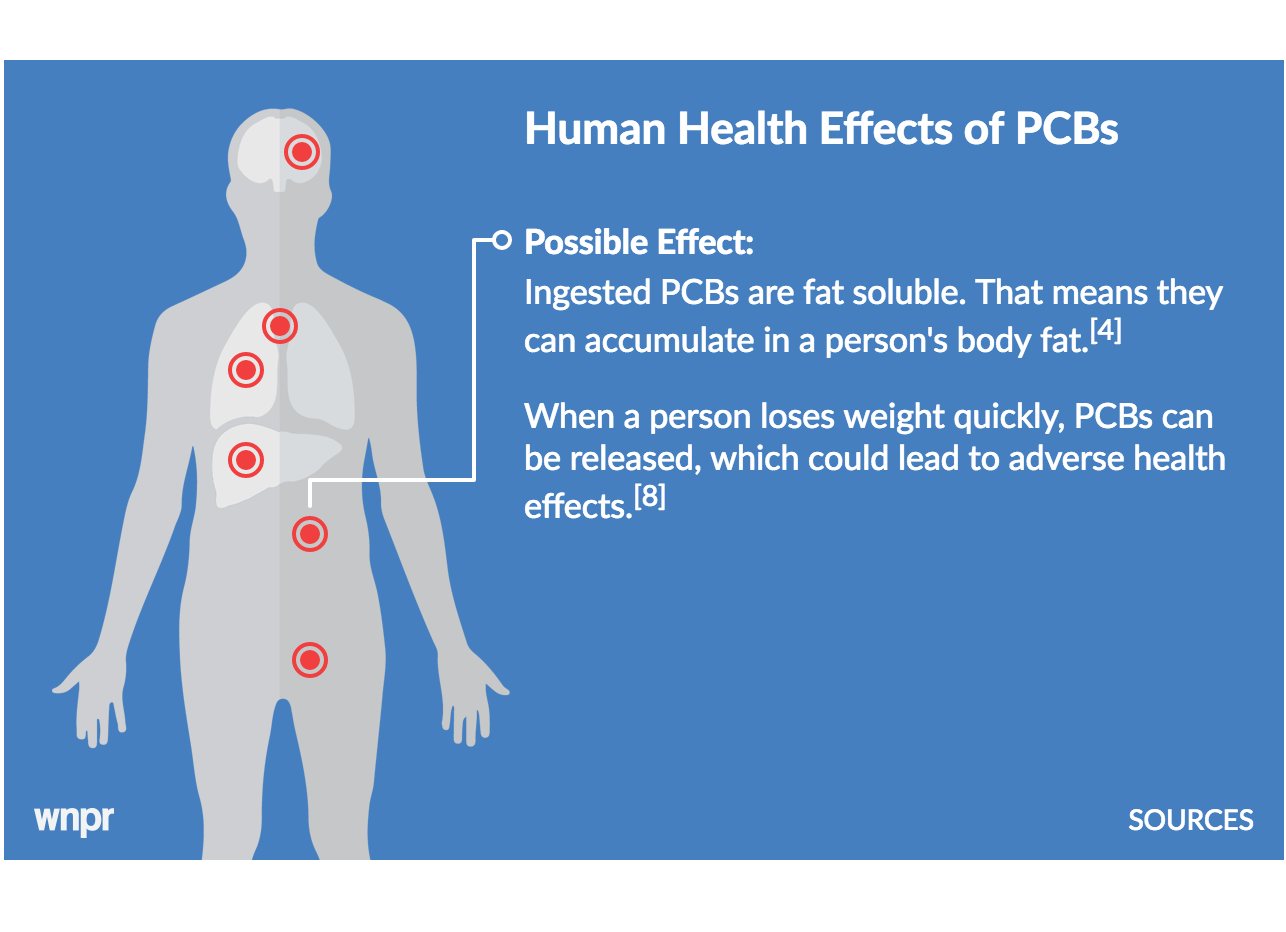 Human Health Effects of PCBs
Possible Effect:
Ingested PCBs are fat soluble. That means they
can accumulate in a person's body fat.[4]
When a person loses weight quickly, PCBs can
be released, which could lead to adverse health
effects.[8]
wnpr
SOURCES